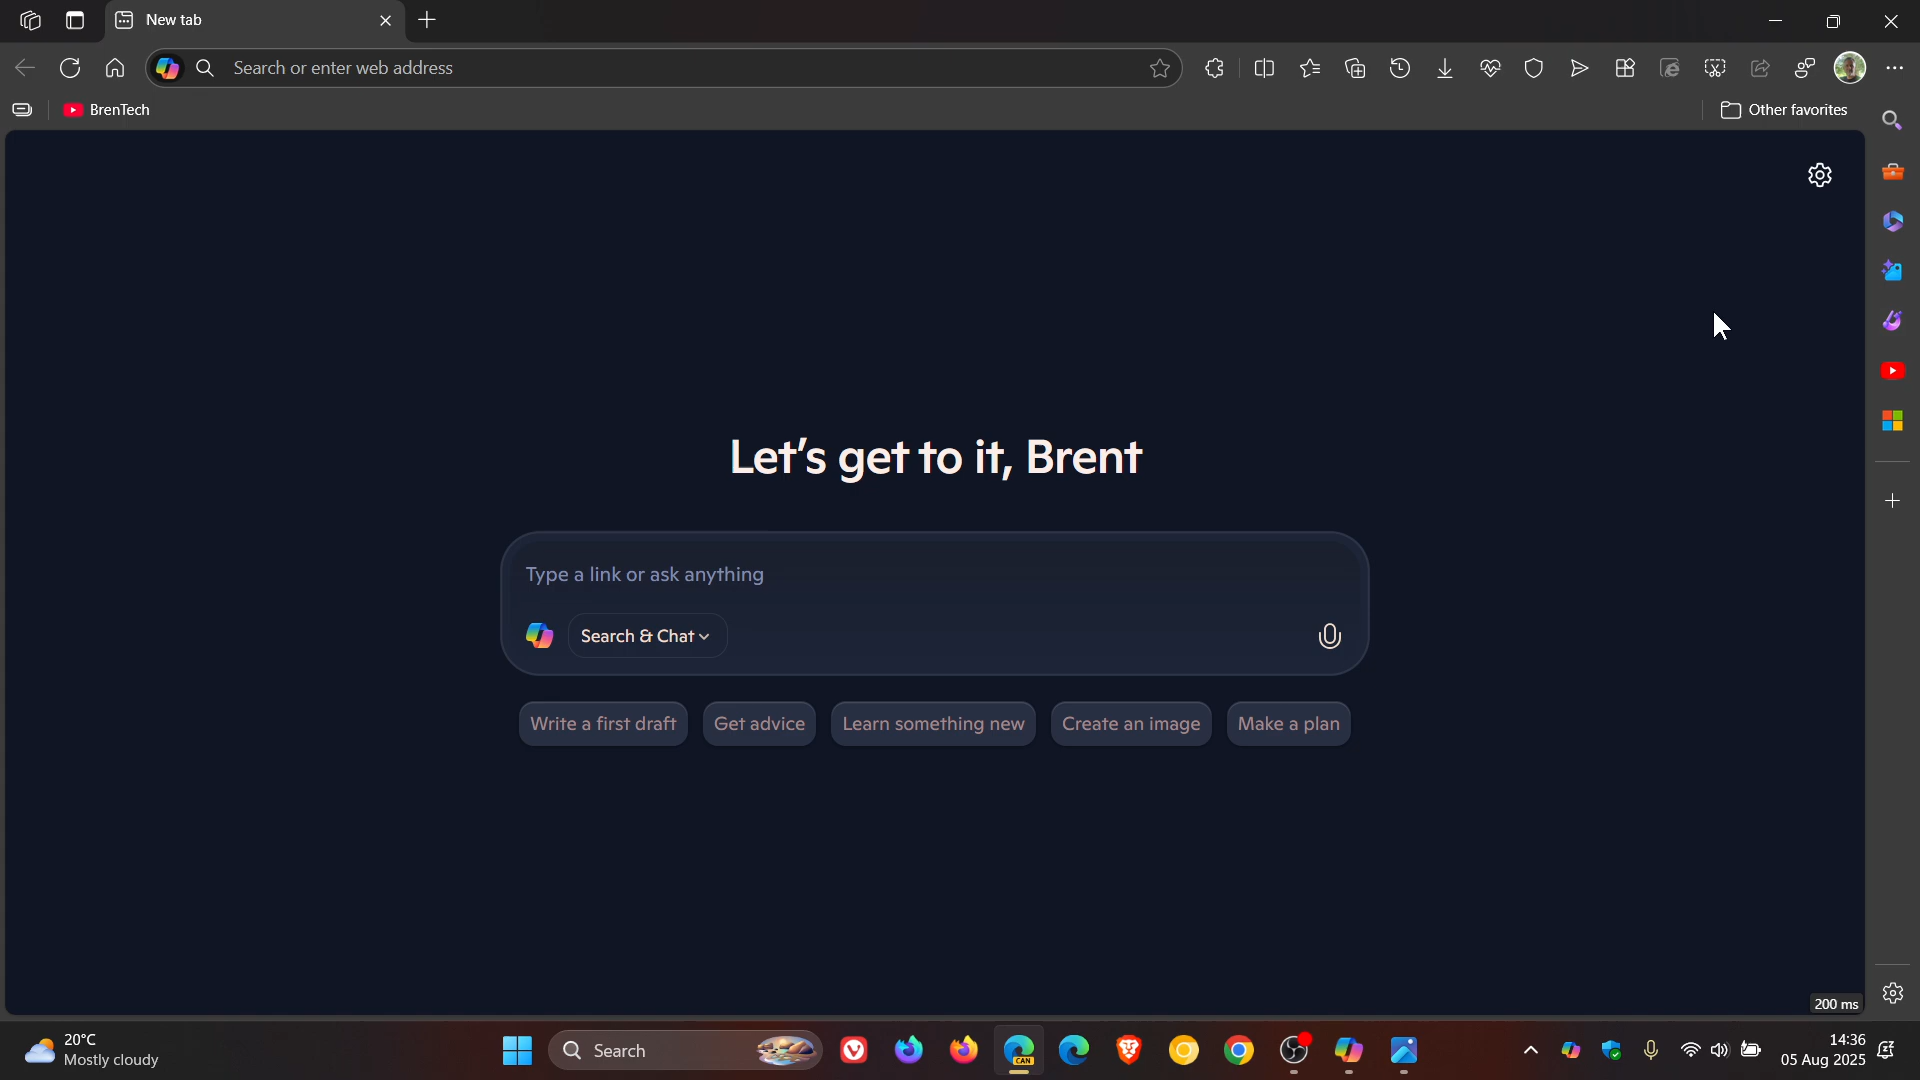 New tab
Search or enter web address
BrenTech
Other favorites
Let's get to it, Brent
Type a link or ask anything
Search & Chat
Write a first draft
Get advice
Learn something new
Create an image
Make a plan
200 ms
20°C
Mostly cloudy
Search
CAN
14:36
05 Aug 2025